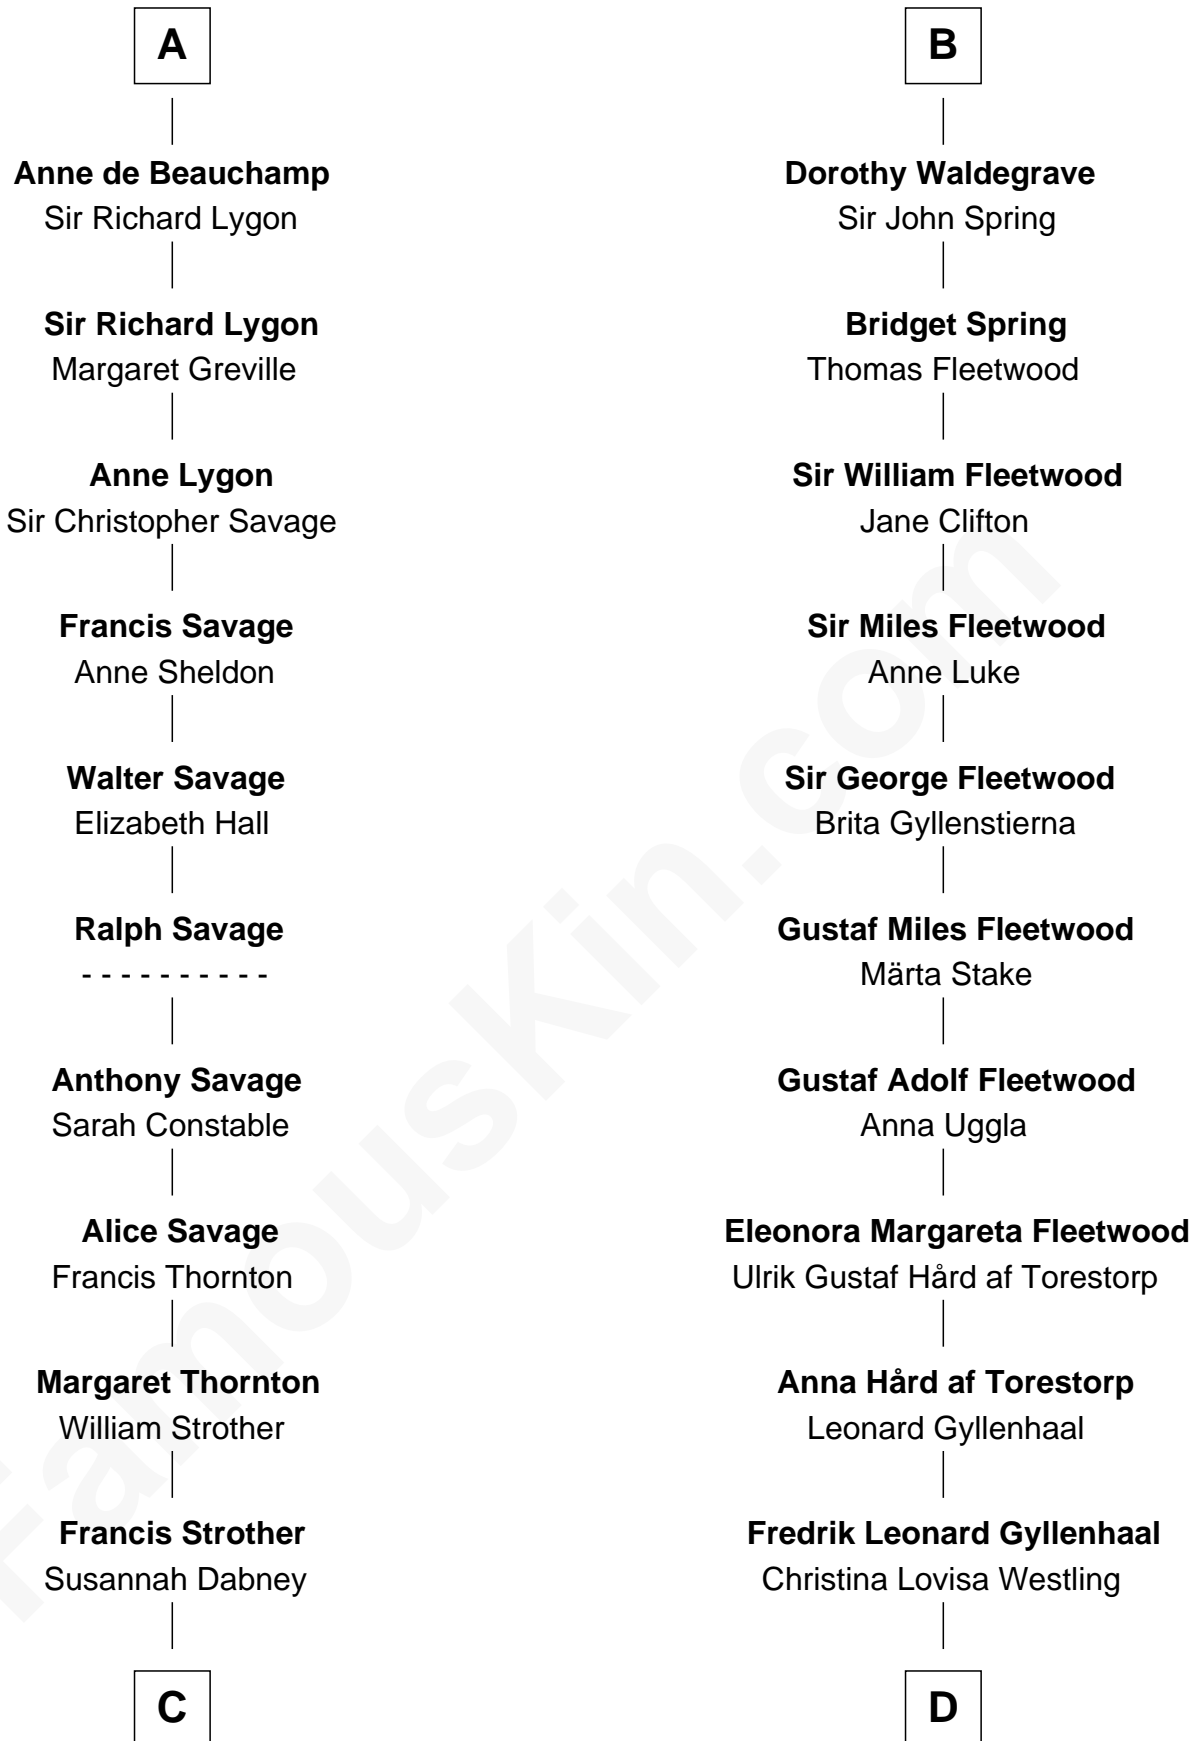 A
Anne de Beauchamp
Sir Richard Lygon
Sir Richard Lygon
Margaret Greville
Anne Lygon
Sir Christopher Savage
Francis Savage
Anne Sheldon
Walter Savage
Elizabeth Hall
Ralph Savage
- - - - - - - - - -
Anthony Savage
Sarah Constable
Alice Savage
Francis Thornton
Margaret Thornton
William Strother
Francis Strother
Susannah Dabney
C
B
Dorothy Waldegrave
Sir John Spring
Bridget Spring
Thomas Fleetwood
Sir William Fleetwood
Jane Clifton
Sir Miles Fleetwood
Anne Luke
Sir George Fleetwood
Brita Gyllenstierna
Gustaf Miles Fleetwood
Märta Stake
Gustaf Adolf Fleetwood
Anna Uggla
Eleonora Margareta Fleetwood
Ulrik Gustaf Hård af Torestorp
Anna Hård af Torestorp
Leonard Gyllenhaal
Fredrik Leonard Gyllenhaal
Christina Lovisa Westling
D
FamousKin.com